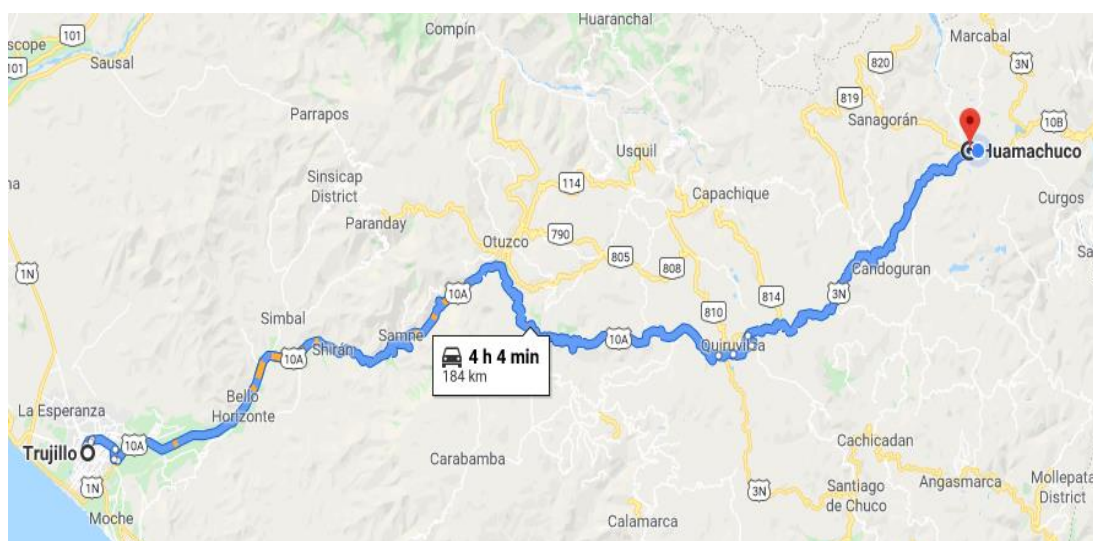 Huaranchal
Compín
Marcabal
101
scope
101
Sausal
820
3N
819
Sanagorán
10B
Parrapos
Usquil
Huamachuco
Sinsicap
District
114
Capachique
Curgos
Paranday
Otuzco
790
805
808
Candoguran
1N
10A
814
3N
810
Simbal
Samne
10A
Quiruvilca
Shirán
10A
4 h 4 min
184 km
Bello
Horizonte
La Esperanza
10A
Trujillo
Carabamba
Cachicadan
1N
3N
Santiago
de Chuco
Angasmarca
Mollepata
District
Moche
Calamarca